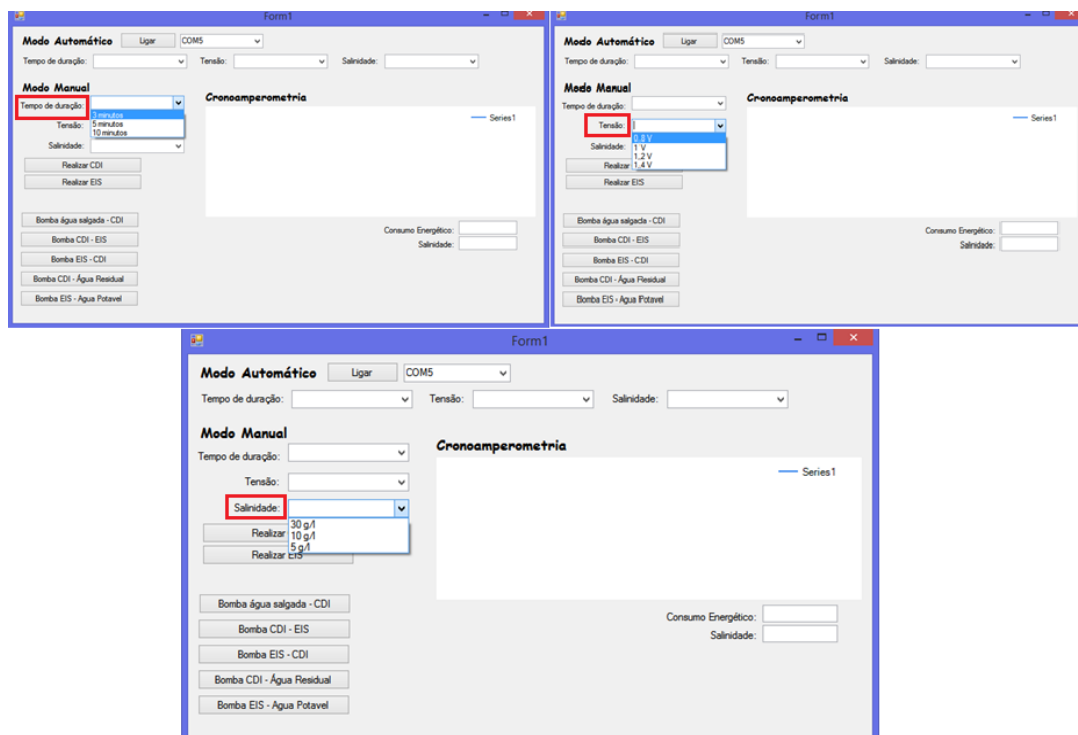 Form1
Modo Automático Ligar COM5
Tempo de duração: Tensão: Salinidade:
Modo Manual
Tempo de duração:
3 minutos
5 minutos
10 minutos
Tensão:
Salinidade:
Realizar CDI
Realizar EIS
Cronoamperometria
Series1
Bomba água salgada - CDI
Bomba CDI - EIS
Bomba EIS - CDI
Bomba CDI - Água Residual
Bomba EIS - Agua Potavel
Consumo Energético:
Salinidade:
Form1
Modo Automático Ligar COM5
Tempo de duração: Tensão: Salinidade:
Modo Manual
Tempo de duração:
Tensão:
0,8 V
1 V
1,2 V
1,4 V
Salinidade:
Realizar
Realizar EIS
Cronoamperometria
Series1
Bomba água salgada - CDI
Bomba CDI - EIS
Bomba EIS - CDI
Bomba CDI - Água Residual
Bomba EIS - Agua Potavel
Consumo Energético:
Salinidade:
Form1
Modo Automático Ligar COM5
Tempo de duração: Tensão: Salinidade:
Modo Manual
Tempo de duração:
Tensão:
Salinidade:
30 g/l
10 g/l
5 g/l
Realizar
Realizar EIS
Cronoamperometria
Series1
Bomba água salgada - CDI
Bomba CDI - EIS
Bomba EIS - CDI
Bomba CDI - Água Residual
Bomba EIS - Agua Potavel
Consumo Energético:
Salinidade: